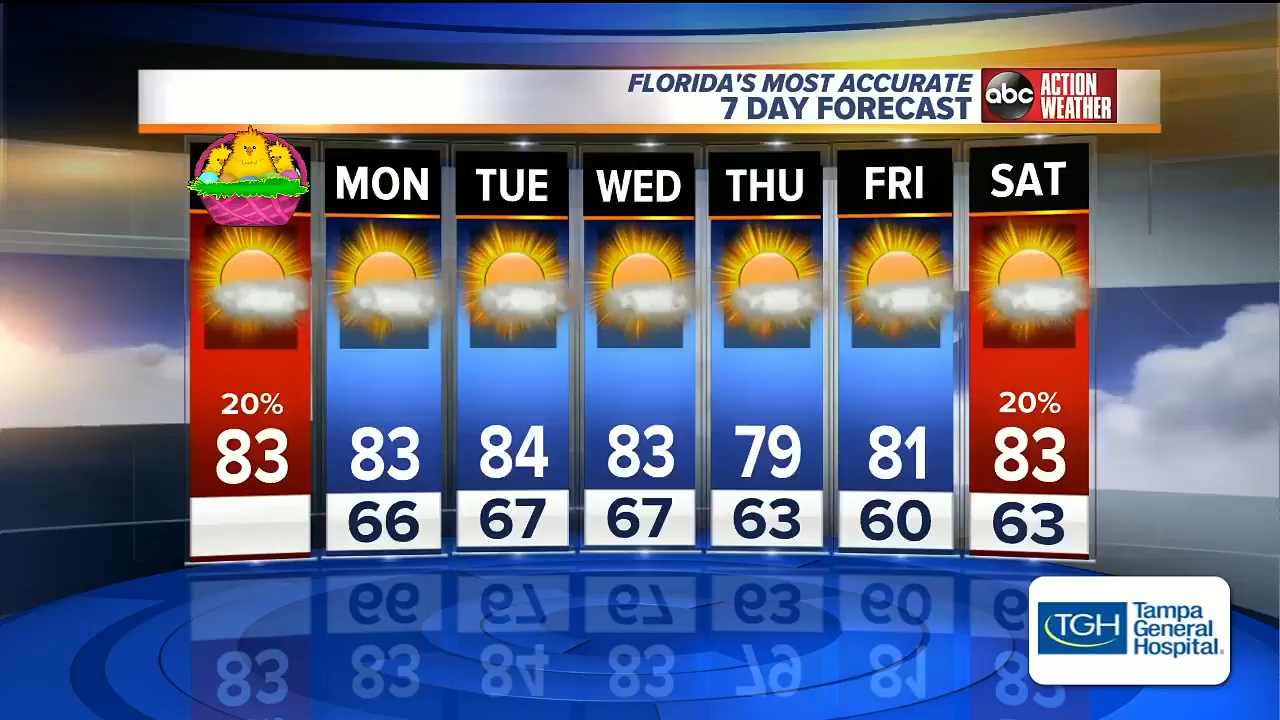 FLORIDA'S MOST ACCURATE
7 DAY FORECAST
abc
ACTION
WEATHER
MON TUE WED THU FRI SAT
20% 20%
83 83 84 83 79 81 83
66 67 67 63 60 63
TGH
Tampa
General
Hospital®